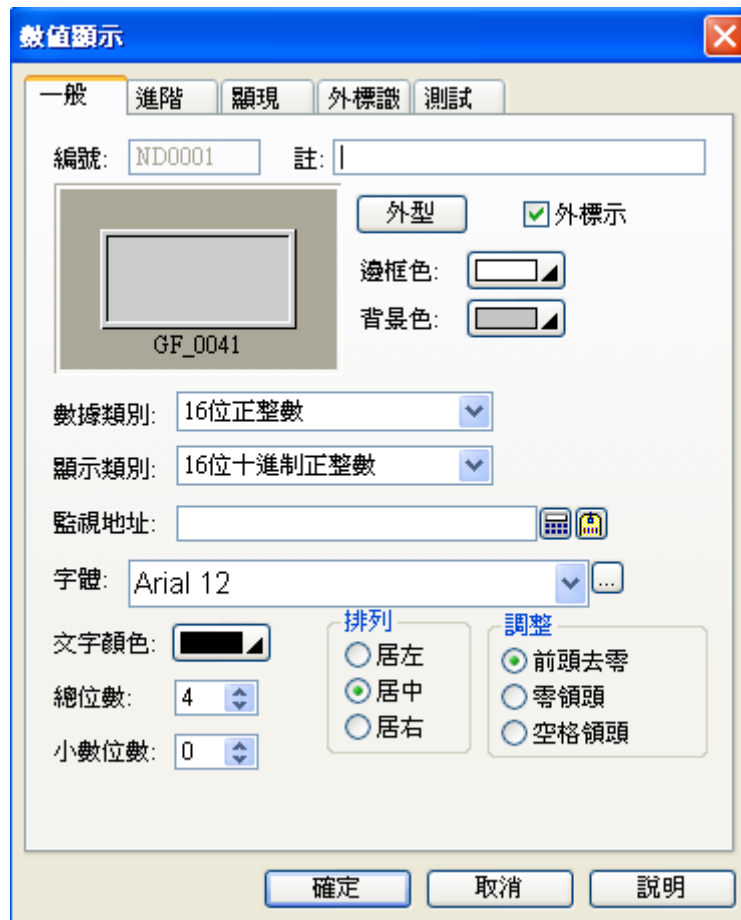 數值顯示
一般 進階 顯現 外標識 測試
編號: ND0001 註:
外型 外標示
邊框色:
背景色:
GF_0041
數據類別: 16位正整數
顯示類別: 16位十進制正整數
監視地址:
字體: Arial 12 ...
文字顏色:
總位數: 4
小數位數: 0
排列
居左
居中
居右
調整
前頭去零
零領頭
空格領頭
確定 取消 說明